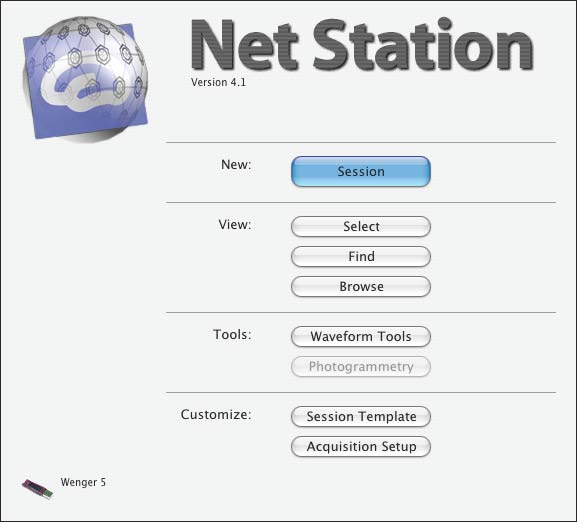 Net Station
Version 4.1
New:
Session
View:
Select
Find
Browse
Tools:
Waveform Tools
Photogrammetry
Customize:
Session Template
Acquisition Setup
Wenger 5